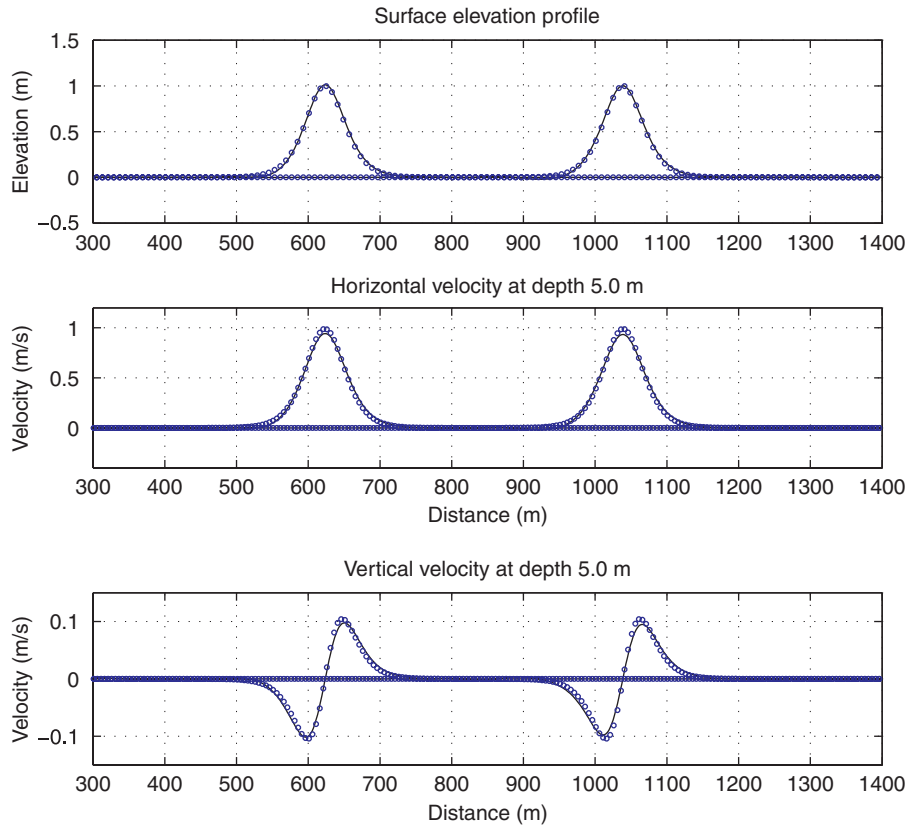 Surface elevation profile
Elevation (m)
1.5
1
0.5
0
−0.5
300 400 500 600 700 800 900 1000 1100 1200 1300 1400
Horizontal velocity at depth 5.0 m
Velocity (m/s)
1
0.5
0
300 400 500 600 700 800 900 1000 1100 1200 1300 1400
Distance (m)
Vertical velocity at depth 5.0 m
Velocity (m/s)
0.1
0
−0.1
300 400 500 600 700 800 900 1000 1100 1200 1300 1400
Distance (m)